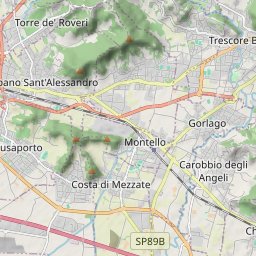 Torre de' Roveri
Trescore B
bano Sant'Alessandro
Gorlago
Montello
usaporto
Carobbio degli
Angeli
Costa di Mezzate
SP89B
Ch